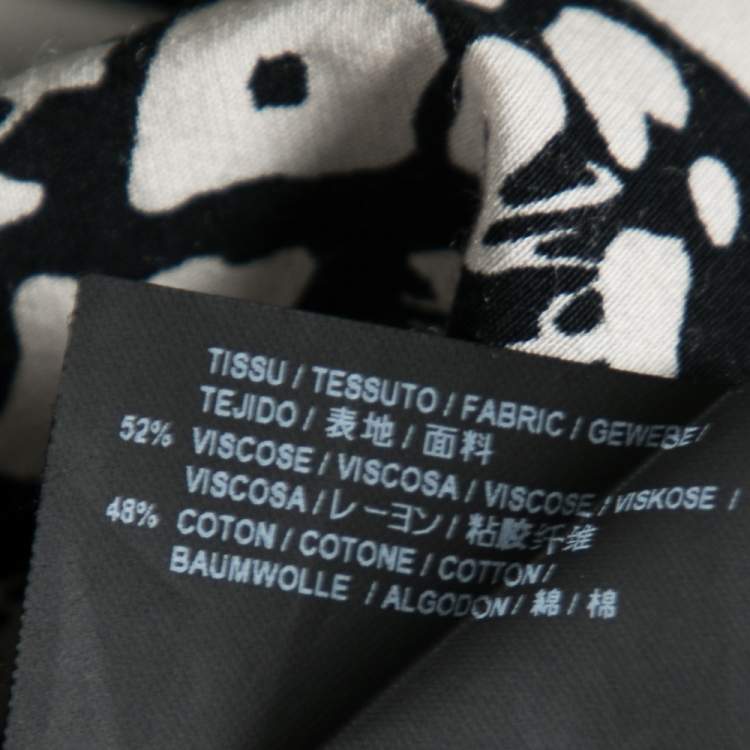 TISSU / TESSUTO / FABRIC / GEWEBE/
TEJIDO / 表地 / 面料
52% VISCOSE / VISCOSA / VISCOSE / VISKOSE /
VISCOSA / レーヨン / 粘胶纤维
48% COTON / COTONE / COTTON /
BAUMWOLLE / ALGODON / 綿 / 棉